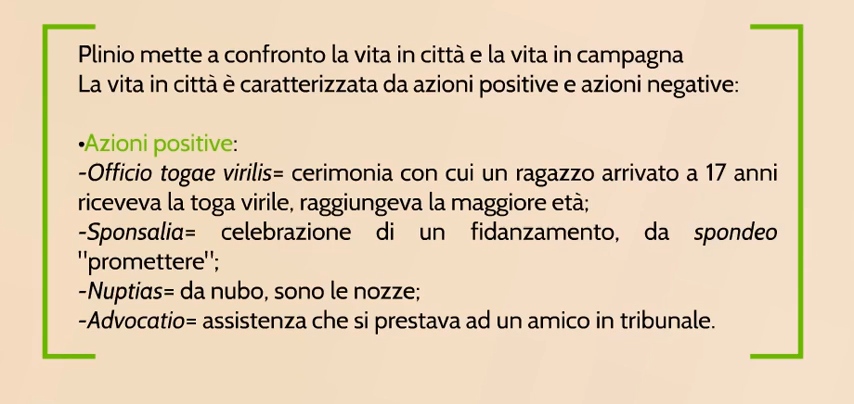 Plinio mette a confronto la vita in città e la vita in campagna
La vita in città è caratterizzata da azioni positive e azioni negative:
•Azioni positive:
-Officio togae virilis= cerimonia con cui un ragazzo arrivato a 17 anni
riceveva la toga virile, raggiungeva la maggiore età;
-Sponsalia= celebrazione di un fidanzamento, da spondeo
"promettere";
-Nuptias= da nubo, sono le nozze;
-Advocatio= assistenza che si prestava ad un amico in tribunale.